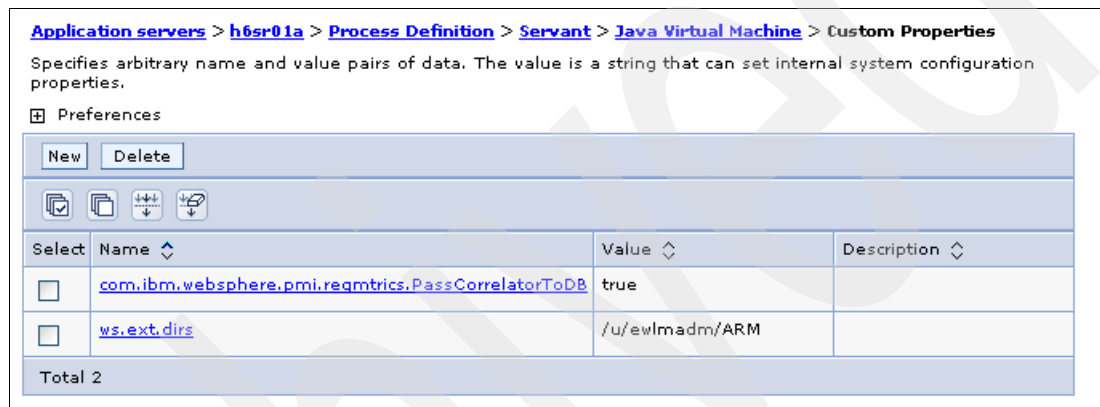 Application servers > h6sr01a > Process Definition > Servant > Java Virtual Machine > Custom Properties
Specifies arbitrary name and value pairs of data. The value is a string that can set internal system configuration
properties.
Preferences
New Delete
Select Name Value Description
com.ibm.websphere.pmi.reqmtrics.PassCorrelatorToDB true
ws.ext.dirs /u/ewlmadm/ARM
Total 2